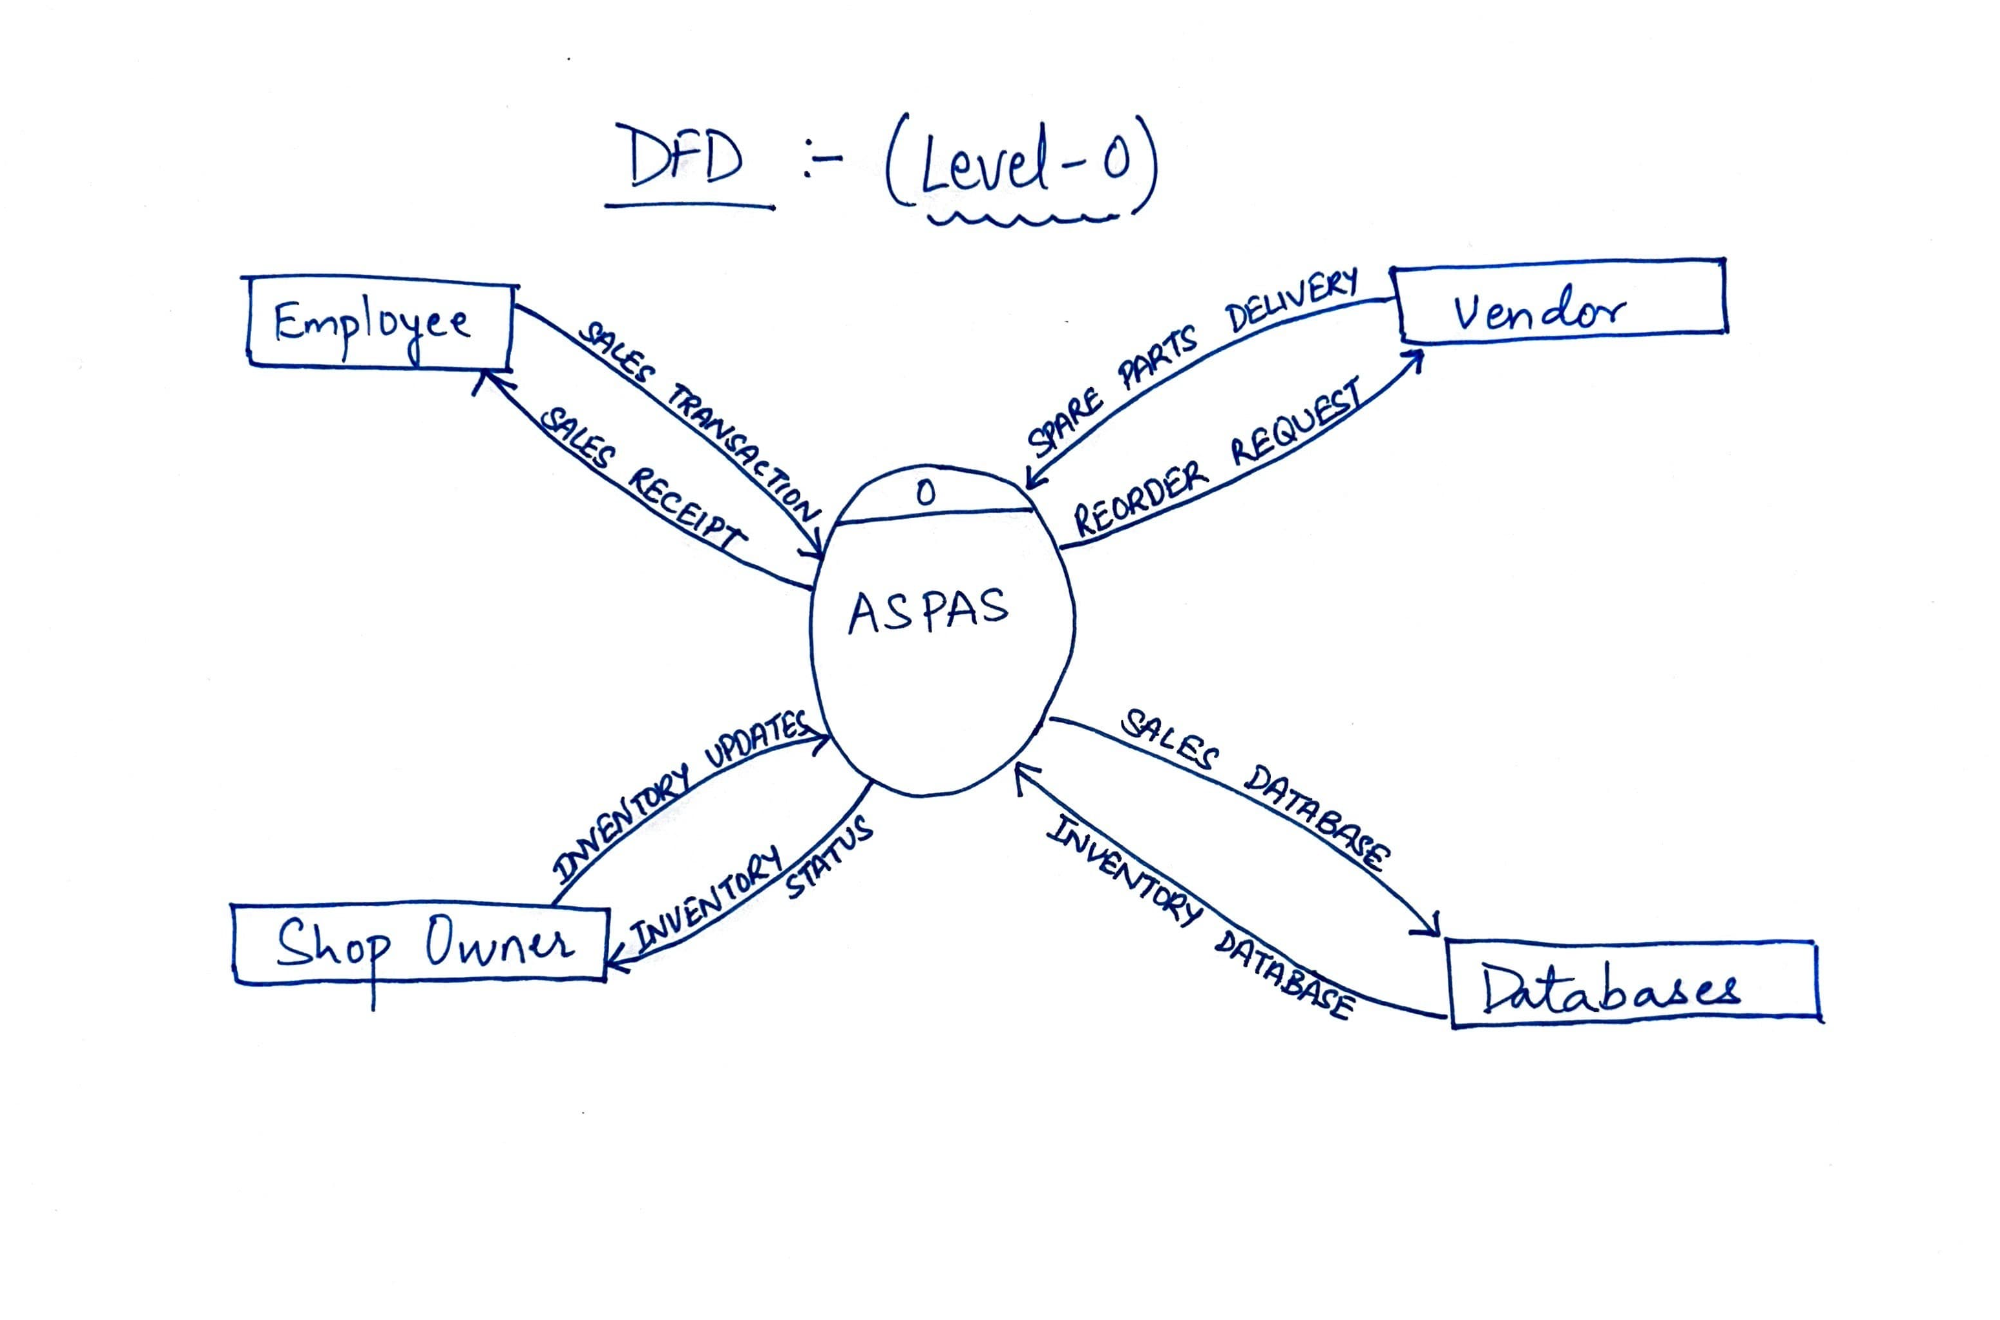 DFD :- (Level-0)
Employee
Vendor
SALES TRANSACTION
SALES RECEIPT
SPARE PARTS DELIVERY
REORDER REQUEST
0
ASPAS
INVENTORY UPDATES
INVENTORY
STATUS
SALES DATABASE
INVENTORY DATABASE
Shop Owner
Databases